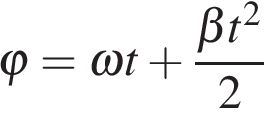 φ = ωt + βt²/2